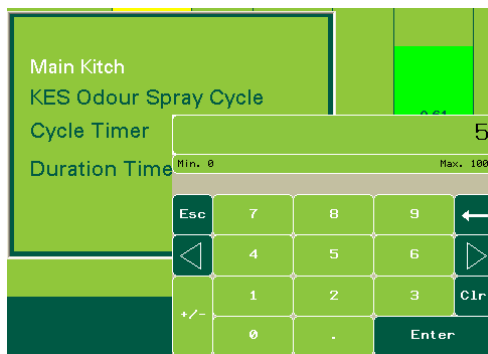 Main Kitch
KES Odour Spray Cycle
Cycle Timer
Duration Time
5
Min. 0 Max. 100
Esc 7 8 9
4 5 6
+/- 1 2 3 Clr
0 . Enter